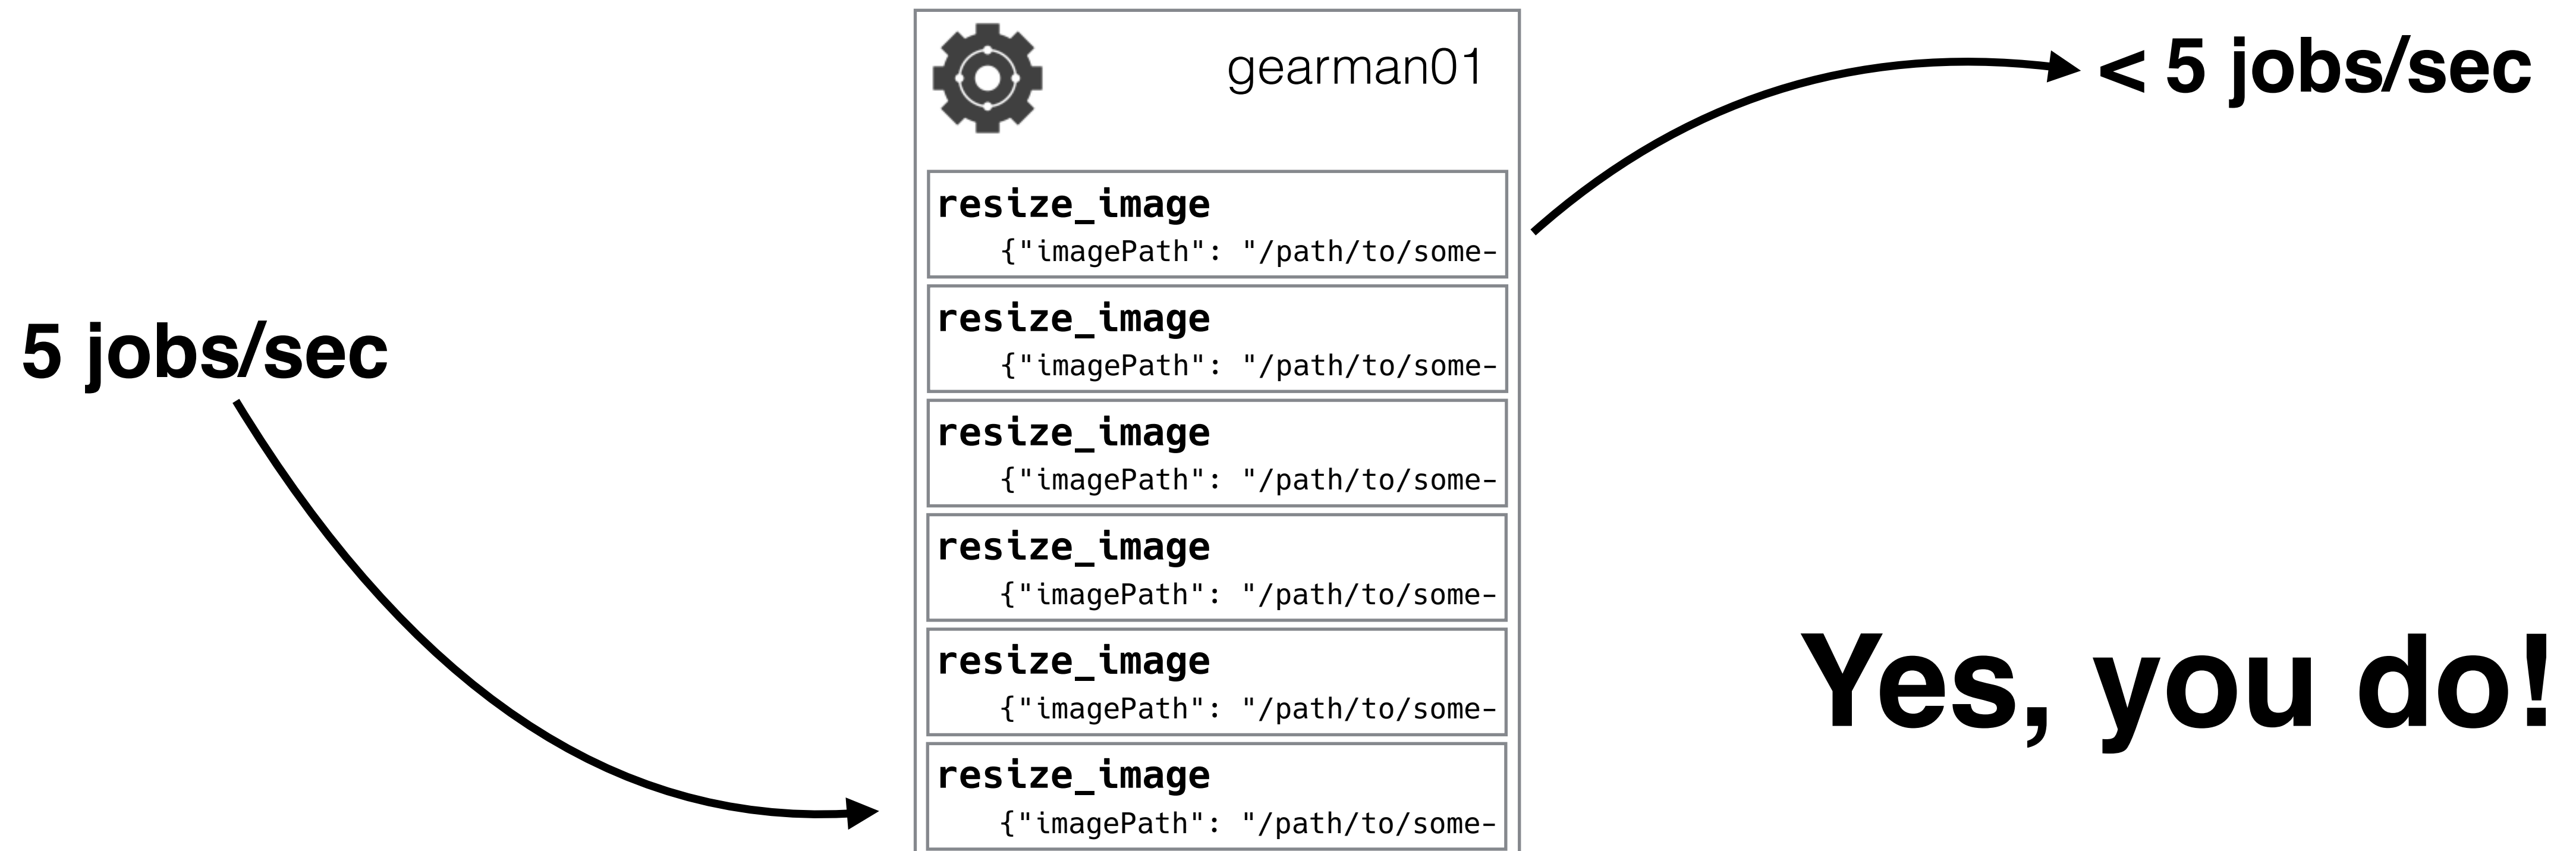 gearman01
< 5 jobs/sec
resize_image
{"imagePath": "/path/to/some-
resize_image
{"imagePath": "/path/to/some-
5 jobs/sec
resize_image
{"imagePath": "/path/to/some-
resize_image
{"imagePath": "/path/to/some-
resize_image
{"imagePath": "/path/to/some-
Yes, you do!
resize_image
{"imagePath": "/path/to/some-